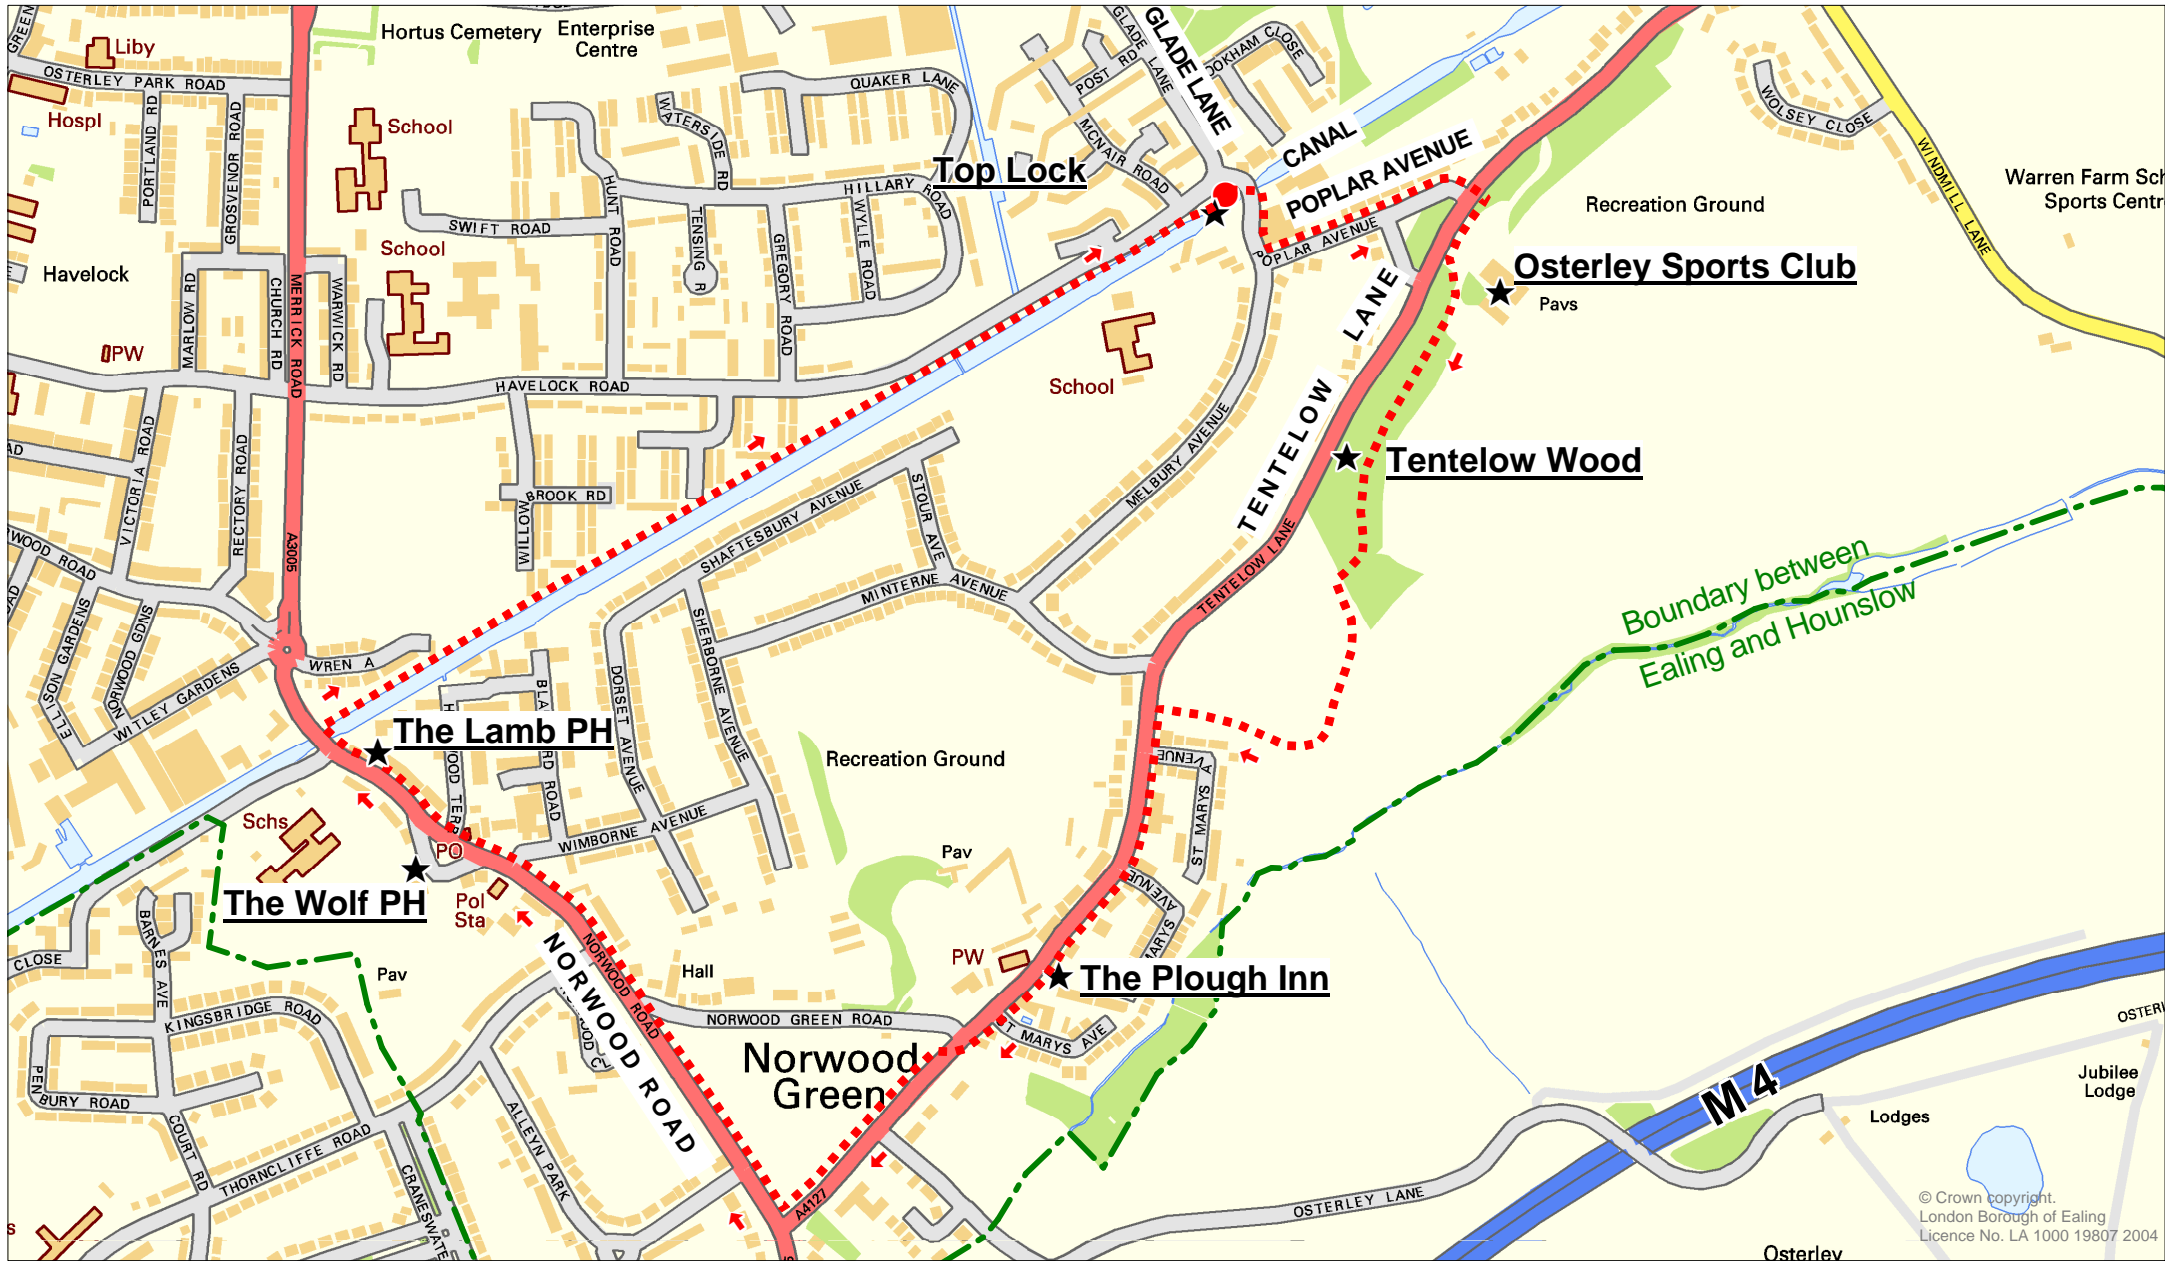 GREEN
Liby
OSTERLEY PARK ROAD
Hospl
PORTLAND RD
GROSVENOR ROAD
Hortus Cemetery
Enterprise
Centre
School
QUAKER LANE
WATERSIDE RD
GLADE LANE
GLADE LANE
POST RD
MCNAIR ROAD
CANAL
POPLAR AVENUE
POPLAR AVENUE
WOLSEY CLOSE
WINDMILL LANE
Warren Farm Sch
Sports Centr
Recreation Ground
Top Lock
HUNT ROAD
HILLARY ROAD
SWIFT ROAD
TENSING R
WYLIE ROAD
GREGORY ROAD
School
Havelock
MARLOW RD
CHURCH RD
MERRICK ROAD
WARWICK RD
PW
HAVELOCK ROAD
Osterley Sports Club
Pavs
School
TENTELOW LANE
TENTELOW LANE
Tentelow Wood
MELBURY AVENUE
VICTORIA ROAD
RECTORY ROAD
A3005
BROOK RD
WILLOW
SHAFTESBURY AVENUE
STOUR AVE
MINTERNE AVENUE
SHERBORNE AVENUE
DORSET AVENUE
WOOD ROAD
ELLISON GARDENS
NORWOOD GDNS
WITLEY GARDENS
WREN A
Boundary between
Ealing and Hounslow
The Lamb PH
Recreation Ground
WIMBORNE AVENUE
Schs
PO
The Wolf PH
Pol
Sta
Pav
ST MARYS AVENUE
BARNES AVE
CLOSE
Pav
Hall
PW
The Plough Inn
MARYS AVENUE
NORWOOD ROAD
NORWOOD ROAD
KINGSBRIDGE ROAD
NORWOOD GREEN ROAD
ST MARYS AVE
Norwood
Green
PENBURY ROAD
COURT RD
THORNCLIFFE ROAD
ALLEYN PARK
A4127
OSTERLEY LANE
M 4
Lodges
Jubilee
Lodge
© Crown copyright.
London Borough of Ealing
Licence No. LA 1000 19807 2004
Osterley